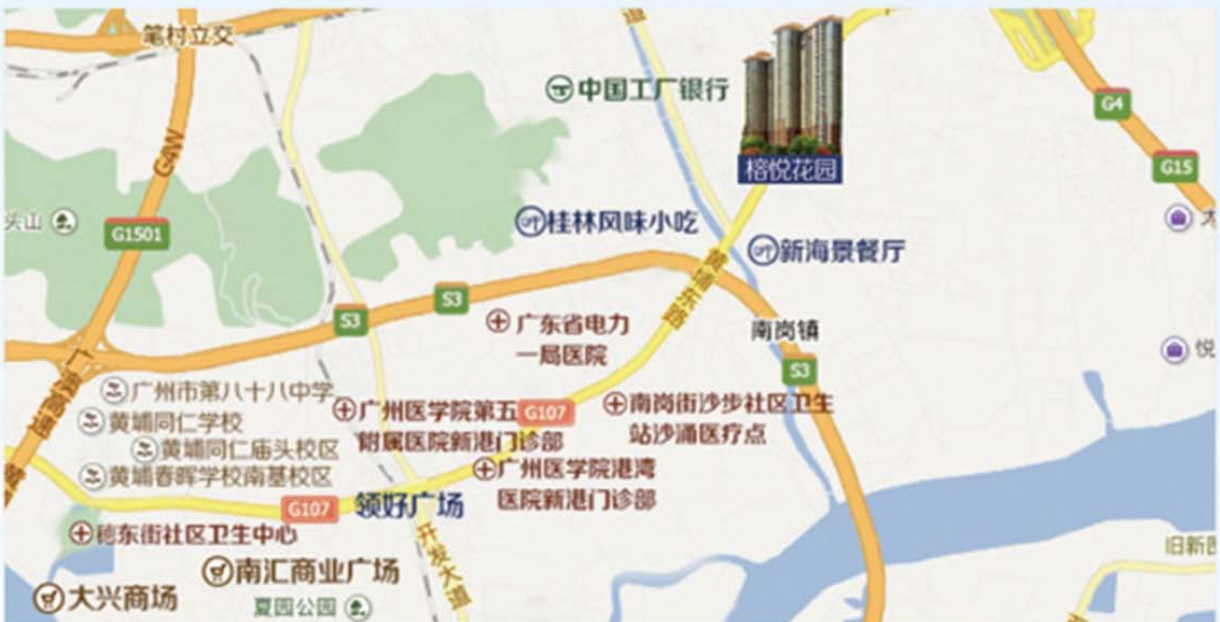 笔村立交
中国工厂银行
G4
榕悦花园
G4W
G15
头山
G1501
桂林风味小吃
新海景餐厅
黄埔东路
S3
S3
广东省电力
一局医院
南岗镇
S3
悦
广州市第八十八中学
黄埔同仁学校
黄埔同仁庙头校区
黄埔春晖学校南基校区
广州医学院第五
附属医院新港门诊部
G107
南岗街沙步社区卫生
站沙涌医疗点
广州医学院港湾
医院新港门诊部
G107
领好广场
穗东街社区卫生中心
开发大道
南汇商业广场
大兴商场
夏园公园
旧新